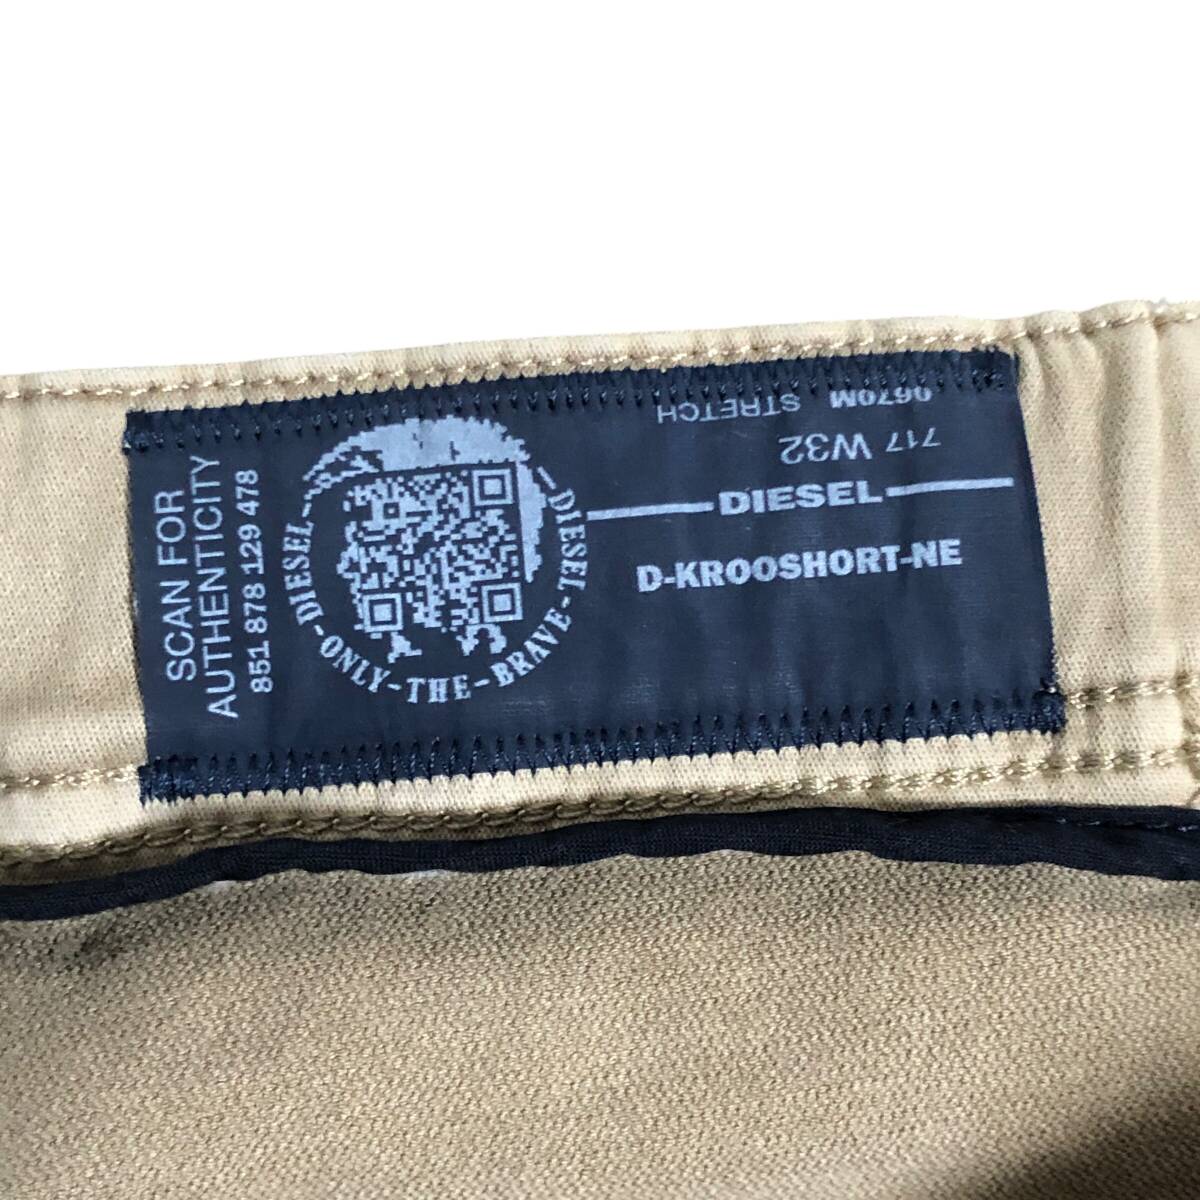 SCAN FOR
AUTHENTICITY
851 878 129 478
DIESEL-ONLY-THE-BRAVE-DIESEL
0670M STRETCH
717 W32
DIESEL
D-KROOSHORT-NE